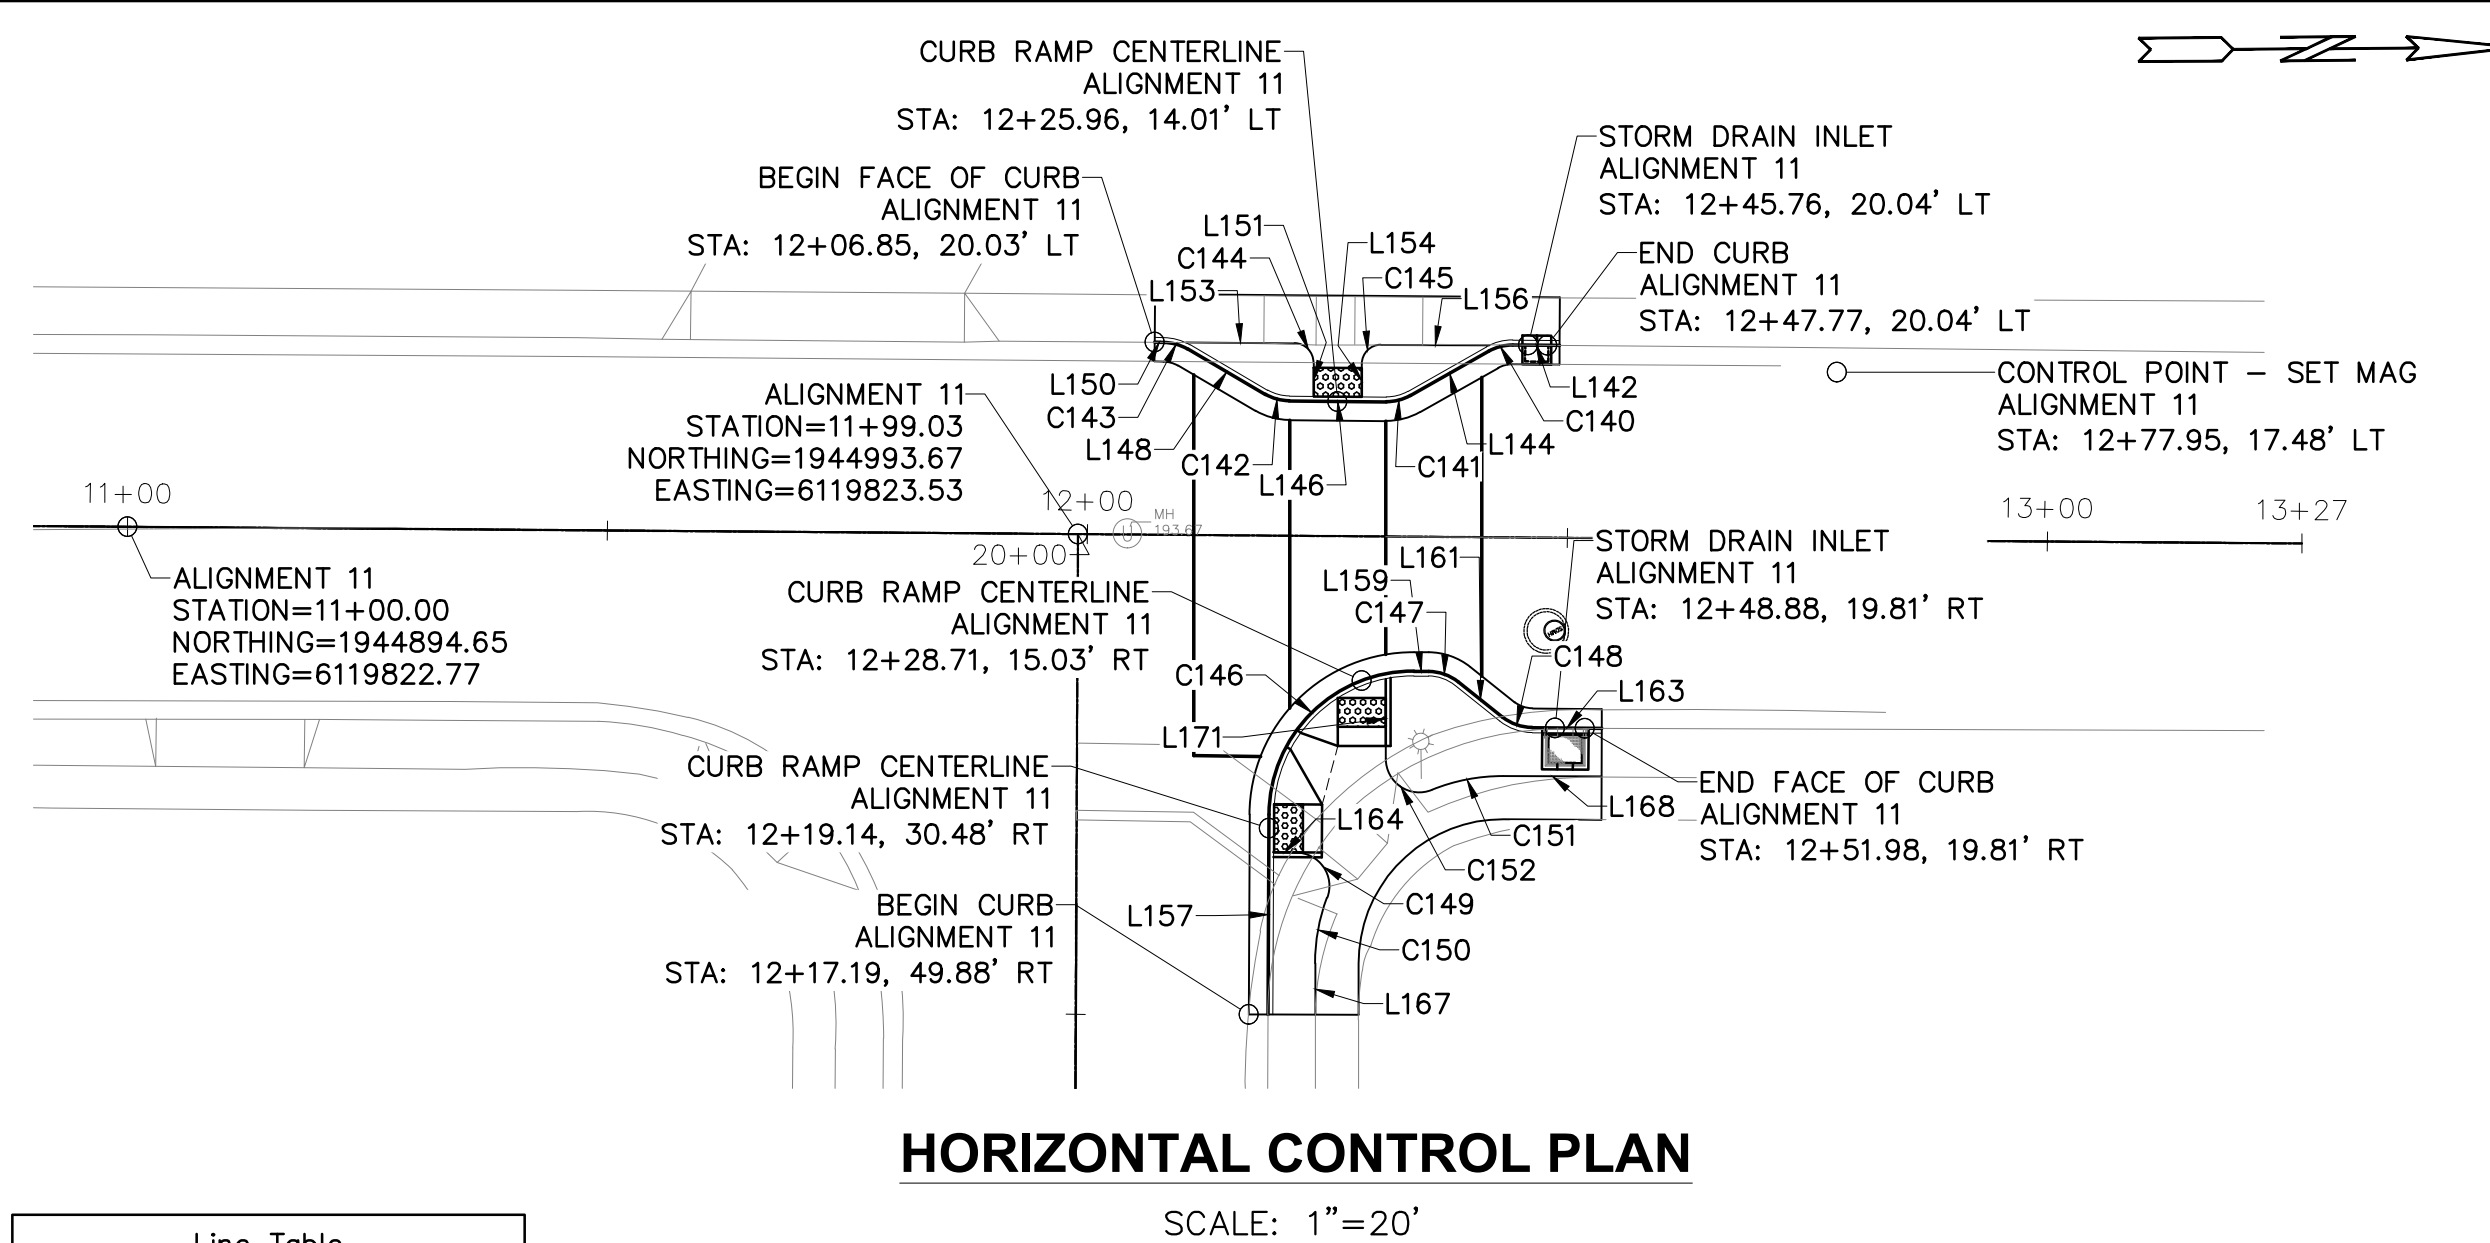 CURB RAMP CENTERLINE
ALIGNMENT 11
STA: 12+25.96, 14.01' LT
STORM DRAIN INLET
ALIGNMENT 11
STA: 12+45.76, 20.04' LT
BEGIN FACE OF CURB
ALIGNMENT 11
STA: 12+06.85, 20.03' LT
L151
C144
L153
L154
C145
L156
END CURB
ALIGNMENT 11
STA: 12+47.77, 20.04' LT
L150
C143
L148
C142
L146
C141
L144
C140
L142
CONTROL POINT – SET MAG
ALIGNMENT 11
STA: 12+77.95, 17.48' LT
ALIGNMENT 11
STATION=11+99.03
NORTHING=1944993.67
EASTING=6119823.53
11+00
12+00
MH
193.67
U
20+00
13+00
13+27
ALIGNMENT 11
STATION=11+00.00
NORTHING=1944894.65
EASTING=6119822.77
CURB RAMP CENTERLINE
ALIGNMENT 11
STA: 12+28.71, 15.03' RT
L161
L159
C147
STORM DRAIN INLET
ALIGNMENT 11
STA: 12+48.88, 19.81' RT
C146
C148
L163
L171
CURB RAMP CENTERLINE
ALIGNMENT 11
STA: 12+19.14, 30.48' RT
L164
L168
C151
C152
END FACE OF CURB
ALIGNMENT 11
STA: 12+51.98, 19.81' RT
BEGIN CURB
ALIGNMENT 11
STA: 12+17.19, 49.88' RT
L157
C149
C150
L167
HORIZONTAL CONTROL PLAN
SCALE: 1"=20'
Line Table